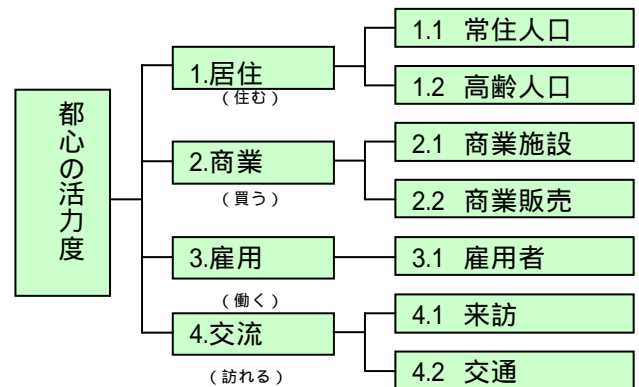 都心の活力度
1.居住
（住む）
1.1 常住人口
1.2 高齢人口
2.商業
（買う）
2.1 商業施設
2.2 商業販売
3.雇用
（働く）
3.1 雇用者
4.交流
（訪れる）
4.1 来訪
4.2 交通